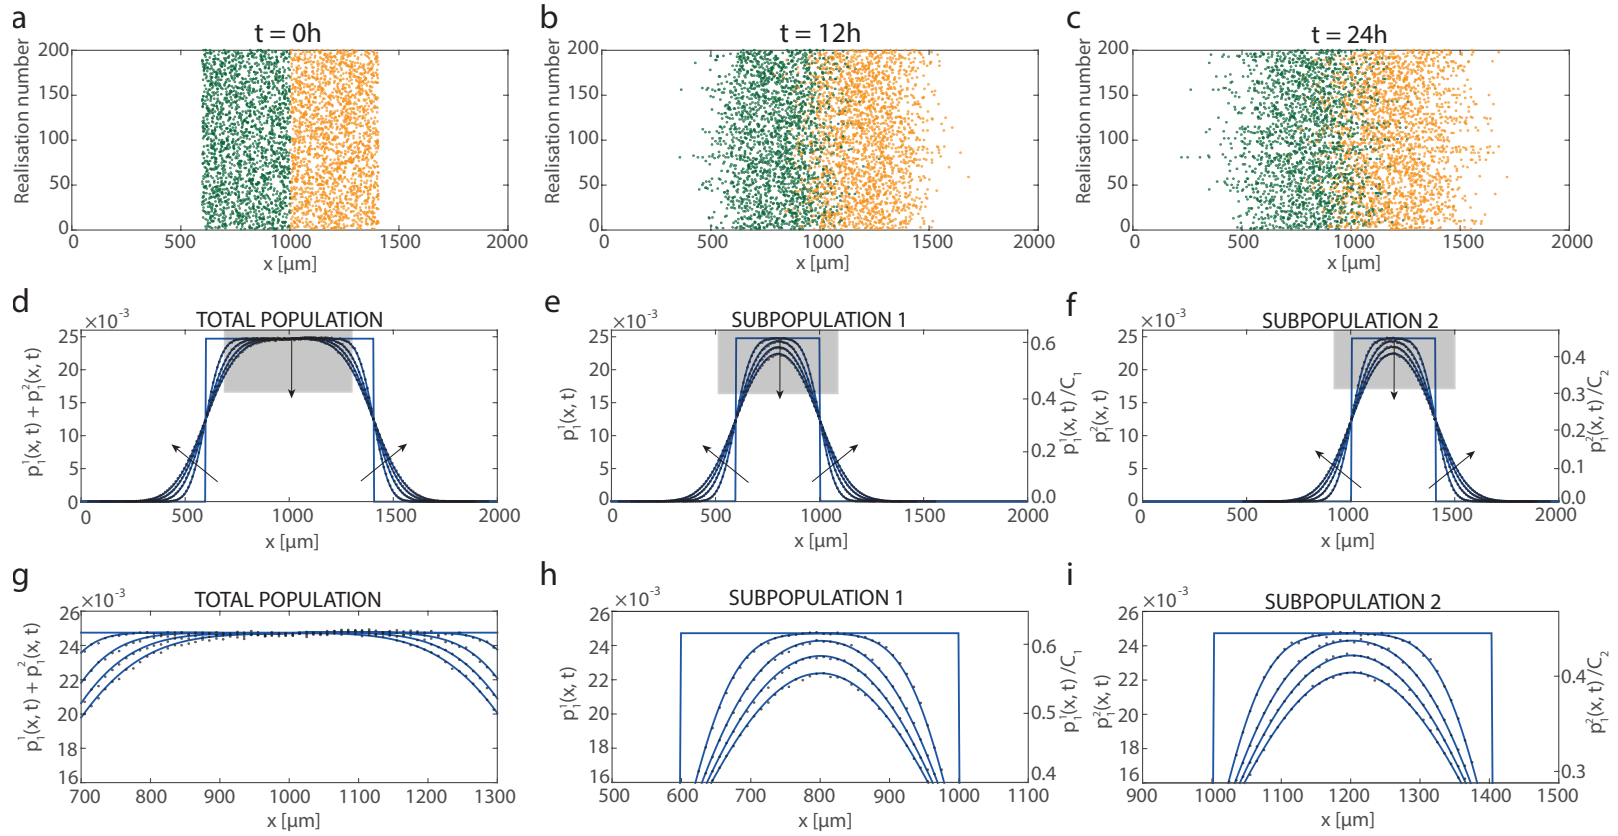 a
t = 0h
Realisation number
200
150
100
50
0
0 500 1000 1500 2000
x [μm]
b
t = 12h
Realisation number
200
150
100
50
0
0 500 1000 1500 2000
x [μm]
c
t = 24h
Realisation number
200
150
100
50
0
0 500 1000 1500 2000
x [μm]
d
TOTAL POPULATION
×10⁻³
p₁¹(x, t) + p₁²(x, t)
25
20
15
10
5
0
0 500 1000 1500 2000
x [μm]
e
SUBPOPULATION 1
×10⁻³
p₁¹(x, t)
25
20
15
10
5
0
0 500 1000 1500 2000
x [μm]
0.6
0.4
0.2
0.0
p₁¹(x, t) /C₁
f
SUBPOPULATION 2
×10⁻³
p₁²(x, t)
25
20
15
10
5
0
0 500 1000 1500 2000
x [μm]
0.4
0.3
0.2
0.1
0.0
p₁²(x, t) /C₂
g
TOTAL POPULATION
×10⁻³
p₁¹(x, t) + p₁²(x, t)
26
24
22
20
18
16
700 800 900 1000 1100 1200 1300
x [μm]
h
SUBPOPULATION 1
×10⁻³
p₁¹(x, t)
26
24
22
20
18
16
500 600 700 800 900 1000 1100
x [μm]
0.6
0.5
0.4
p₁¹(x, t) /C₁
i
SUBPOPULATION 2
×10⁻³
p₁²(x, t)
26
24
22
20
18
16
900 1000 1100 1200 1300 1400 1500
x [μm]
0.4
0.3
p₁²(x, t) /C₂